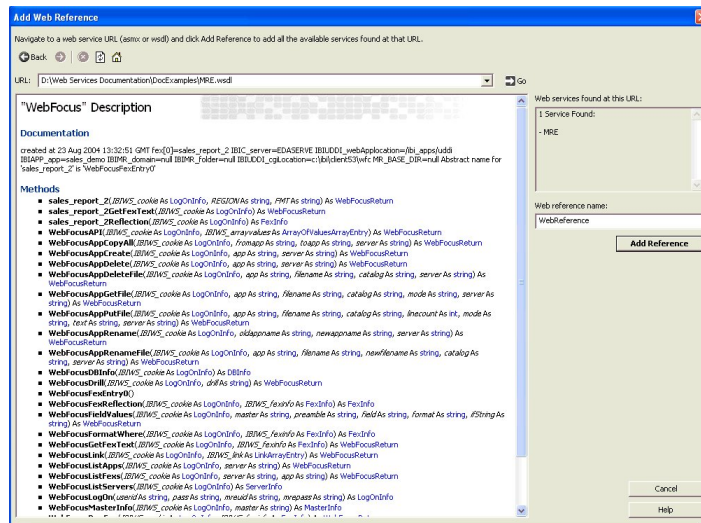 Add Web Reference
Navigate to a web service URL (asmx or wsdl) and click Add Reference to add all the available services found at that URL.
Back
URL: D:\Web Services Documentation\DocExamples\MRE.wsdl
Go
"WebFocus" Description
Documentation
created at 23 Aug 2004 13:32:51 GMT fex[0]=sales_report_2 IBIC_server=EDASERVE IBIUDDI_webApplocation=/ibi_apps/uddi
IBIAPP_app=sales_demo IBIMR_domain=null IBIMR_folder=null IBIUDDI_cgiLocation=c:\ibi\client53\wfc MR_BASE_DIR=null Abstract name for
'sales_report_2' is 'WebFocusFexEntry0'
Methods
sales_report_2(IBIWS_cookie As LogOnInfo, REGION As string, FMT As string) As WebFocusReturn
sales_report_2GetFexText(IBIWS_cookie As LogOnInfo) As WebFocusReturn
sales_report_2Reflection(IBIWS_cookie As LogOnInfo) As FexInfo
WebFocusAPI(IBIWS_cookie As LogOnInfo, IBIWS_arrayvalues As ArrayOfValuesArrayEntry) As WebFocusReturn
WebFocusAppCopyAll(IBIWS_cookie As LogOnInfo, fromapp As string, toapp As string, server As string) As WebFocusReturn
WebFocusAppCreate(IBIWS_cookie As LogOnInfo, app As string, server As string) As WebFocusReturn
WebFocusAppDelete(IBIWS_cookie As LogOnInfo, app As string, server As string) As WebFocusReturn
WebFocusAppDeleteFile(IBIWS_cookie As LogOnInfo, app As string, filename As string, catalog As string, server As string) As
WebFocusReturn
WebFocusAppGetFile(IBIWS_cookie As LogOnInfo, app As string, filename As string, catalog As string, mode As string, server As
string) As WebFocusReturn
WebFocusAppPutFile(IBIWS_cookie As LogOnInfo, app As string, filename As string, catalog As string, linecount As int, mode As
string, text As string, server As string) As WebFocusReturn
WebFocusAppRename(IBIWS_cookie As LogOnInfo, oldappname As string, newappname As string, server As string) As
WebFocusReturn
WebFocusAppRenameFile(IBIWS_cookie As LogOnInfo, app As string, filename As string, newfilename As string, catalog As
string, server As string) As WebFocusReturn
WebFocusDBInfo(IBIWS_cookie As LogOnInfo) As DBInfo
WebFocusDrill(IBIWS_cookie As LogOnInfo, drill As string) As WebFocusReturn
WebFocusFexEntry0()
WebFocusFexReflection(IBIWS_cookie As LogOnInfo, IBIWS_fexinfo As FexInfo) As FexInfo
WebFocusFieldValues(IBIWS_cookie As LogOnInfo, master As string, preamble As string, field As string, format As string, ifString As
string) As WebFocusReturn
WebFocusFormatWhere(IBIWS_cookie As LogOnInfo, IBIWS_fexinfo As FexInfo) As FexInfo
WebFocusGetFexText(IBIWS_cookie As LogOnInfo, IBIWS_fexinfo As FexInfo) As WebFocusReturn
WebFocusLink(IBIWS_cookie As LogOnInfo, IBIWS_link As LinkArrayEntry) As WebFocusReturn
WebFocusListApps(IBIWS_cookie As LogOnInfo, server As string) As WebFocusReturn
WebFocusListFexs(IBIWS_cookie As LogOnInfo, server As string, app As string) As WebFocusReturn
WebFocusListServers(IBIWS_cookie As LogOnInfo) As ServerInfo
WebFocusLogOn(userid As string, pass As string, mreuid As string, mrepass As string) As LogOnInfo
WebFocusMasterInfo(IBIWS_cookie As LogOnInfo, master As string) As MasterInfo
Web services found at this URL:
1 Service Found:
- MRE
Web reference name:
WebReference
Add Reference
Cancel
Help